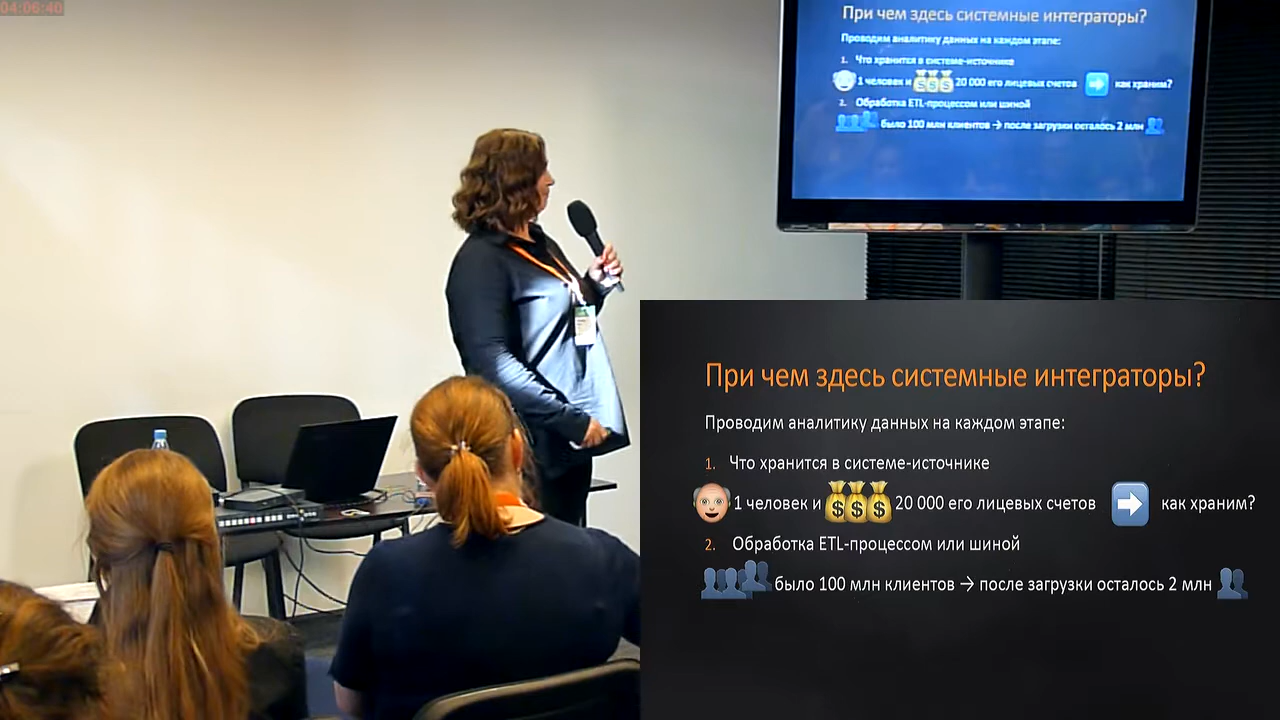 04:06:40
При чем здесь системные интеграторы?
Проводим аналитику данных на каждом этапе:
1. Что хранится в системе-источнике
1 человек и $$$ 20 000 его лицевых счетов как храним?
2. Обработка ETL-процессом или шиной
было 100 млн клиентов → после загрузки осталось 2 млн
При чем здесь системные интеграторы?
Проводим аналитику данных на каждом этапе:
1. Что хранится в системе-источнике
1 человек и $$$ 20 000 его лицевых счетов как храним?
2. Обработка ETL-процессом или шиной
было 100 млн клиентов → после загрузки осталось 2 млн